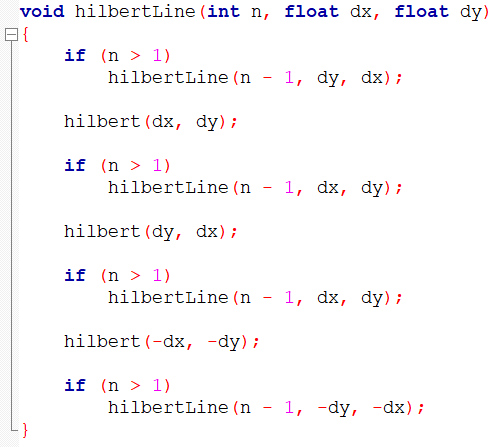 void hilbertLine(int n, float dx, float dy)
{
    if (n > 1)
        hilbertLine(n - 1, dy, dx);

    hilbert(dx, dy);

    if (n > 1)
        hilbertLine(n - 1, dx, dy);

    hilbert(dy, dx);

    if (n > 1)
        hilbertLine(n - 1, dx, dy);

    hilbert(-dx, -dy);

    if (n > 1)
        hilbertLine(n - 1, -dy, -dx);
}